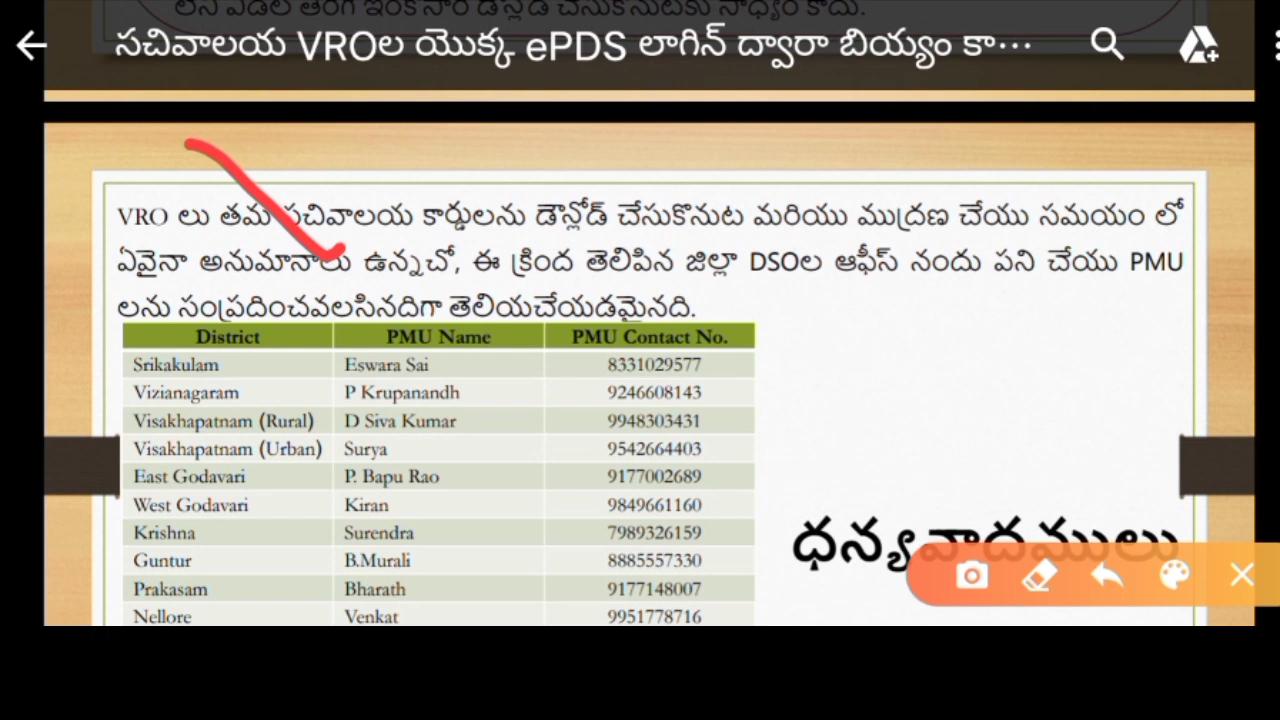 సచివాలయ VROల యొక్క ePDS లాగిన్ ద్వారా బియ్యం కా...
VRO లు తమ సచివాలయ కార్డులను డౌన్లోడ్ చేసుకొనుట మరియు ముద్రణ చేయు సమయం లో
ఏవైనా అనుమానాలు ఉన్నచో, ఈ క్రింద తెలిపిన జిల్లా DSOల ఆఫీస్ నందు పని చేయు PMU
లను సంప్రదించవలసినదిగా తెలియచేయడమైనది.
District PMU Name PMU Contact No.
Srikakulam Eswara Sai 8331029577
Vizianagaram P Krupanandh 9246608143
Visakhapatnam (Rural) D Siva Kumar 9948303431
Visakhapatnam (Urban) Surya 9542664403
East Godavari P. Bapu Rao 9177002689
West Godavari Kiran 9849661160
Krishna Surendra 7989326159
Guntur B.Murali 8885557330
Prakasam Bharath 9177148007
Nellore Venkat 9951778716
ధన్యవాదములు